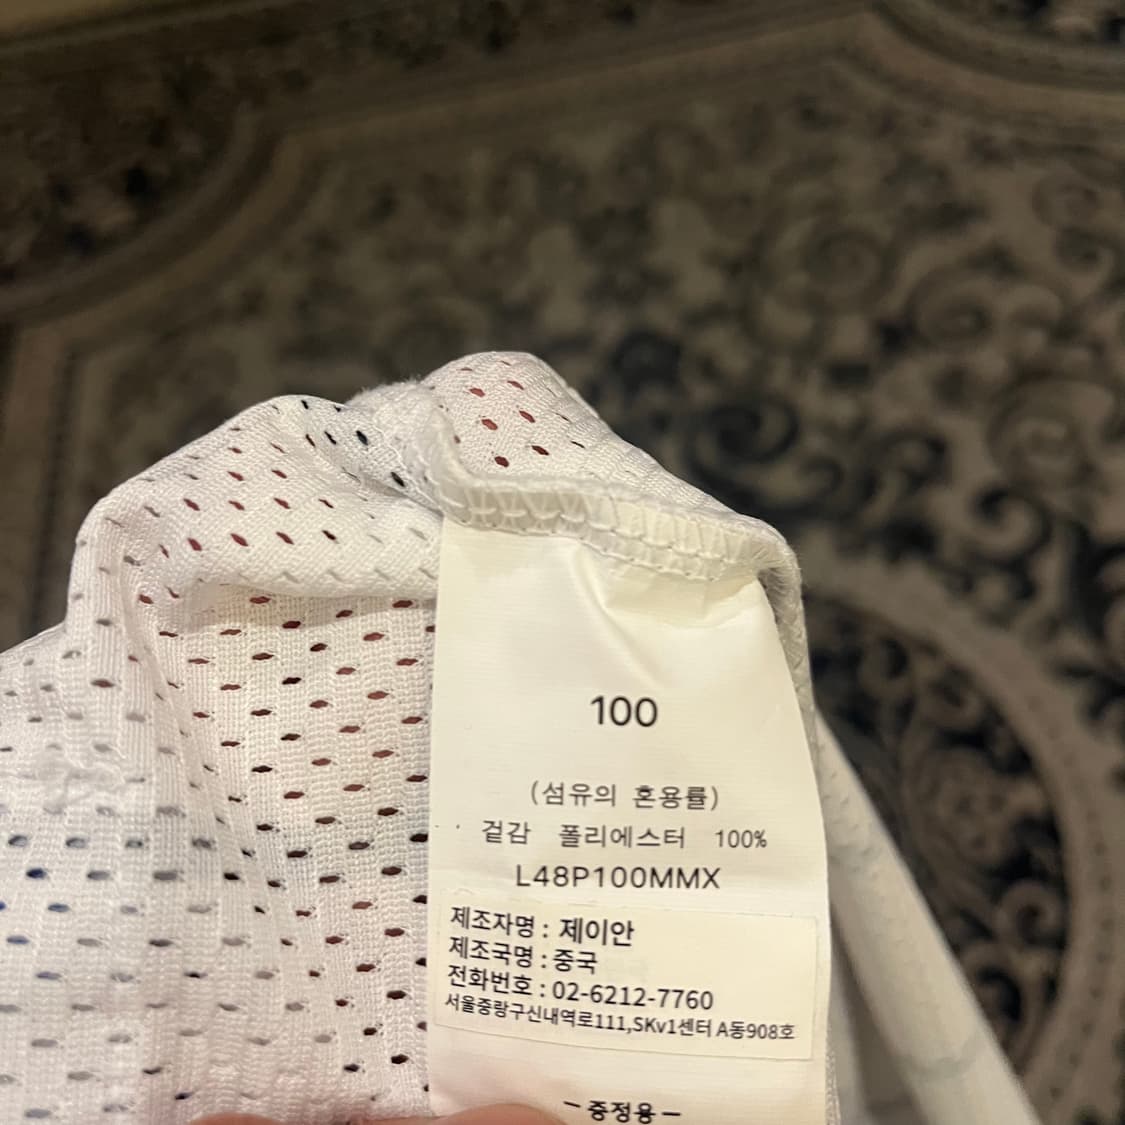 100
(섬유의 혼용률)
겉감 폴리에스터 100%
L48P100MMX
제조자명 : 제이안
제조국명 : 중국
전화번호 : 02-6212-7760
서울중랑구신내역로111,SKv1센터 A동908호
- 증정용 -